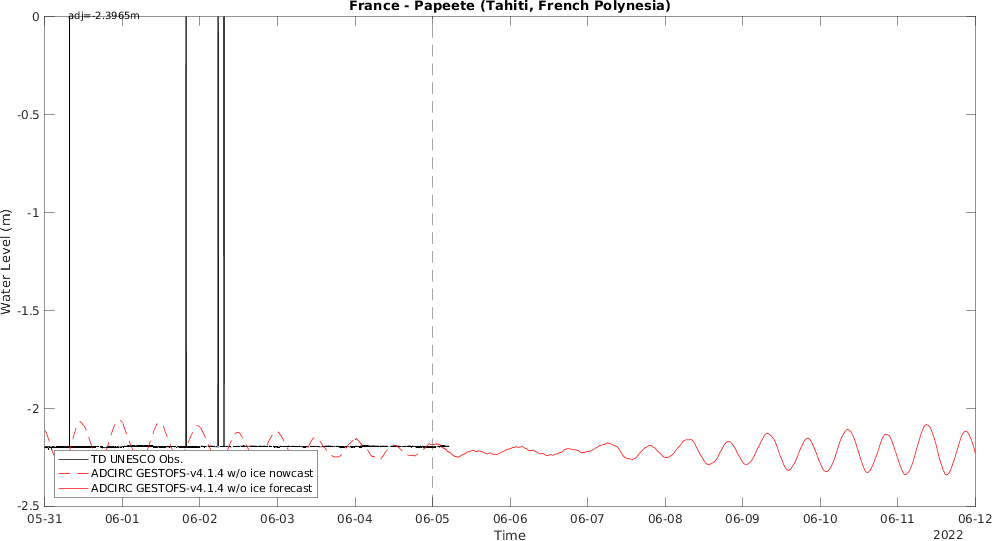 France - Papeete (Tahiti, French Polynesia)
adj=-2.3965m
0
-0.5
-1
-1.5
-2
-2.5
Water Level (m)
TD UNESCO Obs.
ADCIRC GESTOFS-v4.1.4 w/o ice nowcast
ADCIRC GESTOFS-v4.1.4 w/o ice forecast
05-31 06-01 06-02 06-03 06-04 06-05 06-06 06-07 06-08 06-09 06-10 06-11 06-12
Time
2022